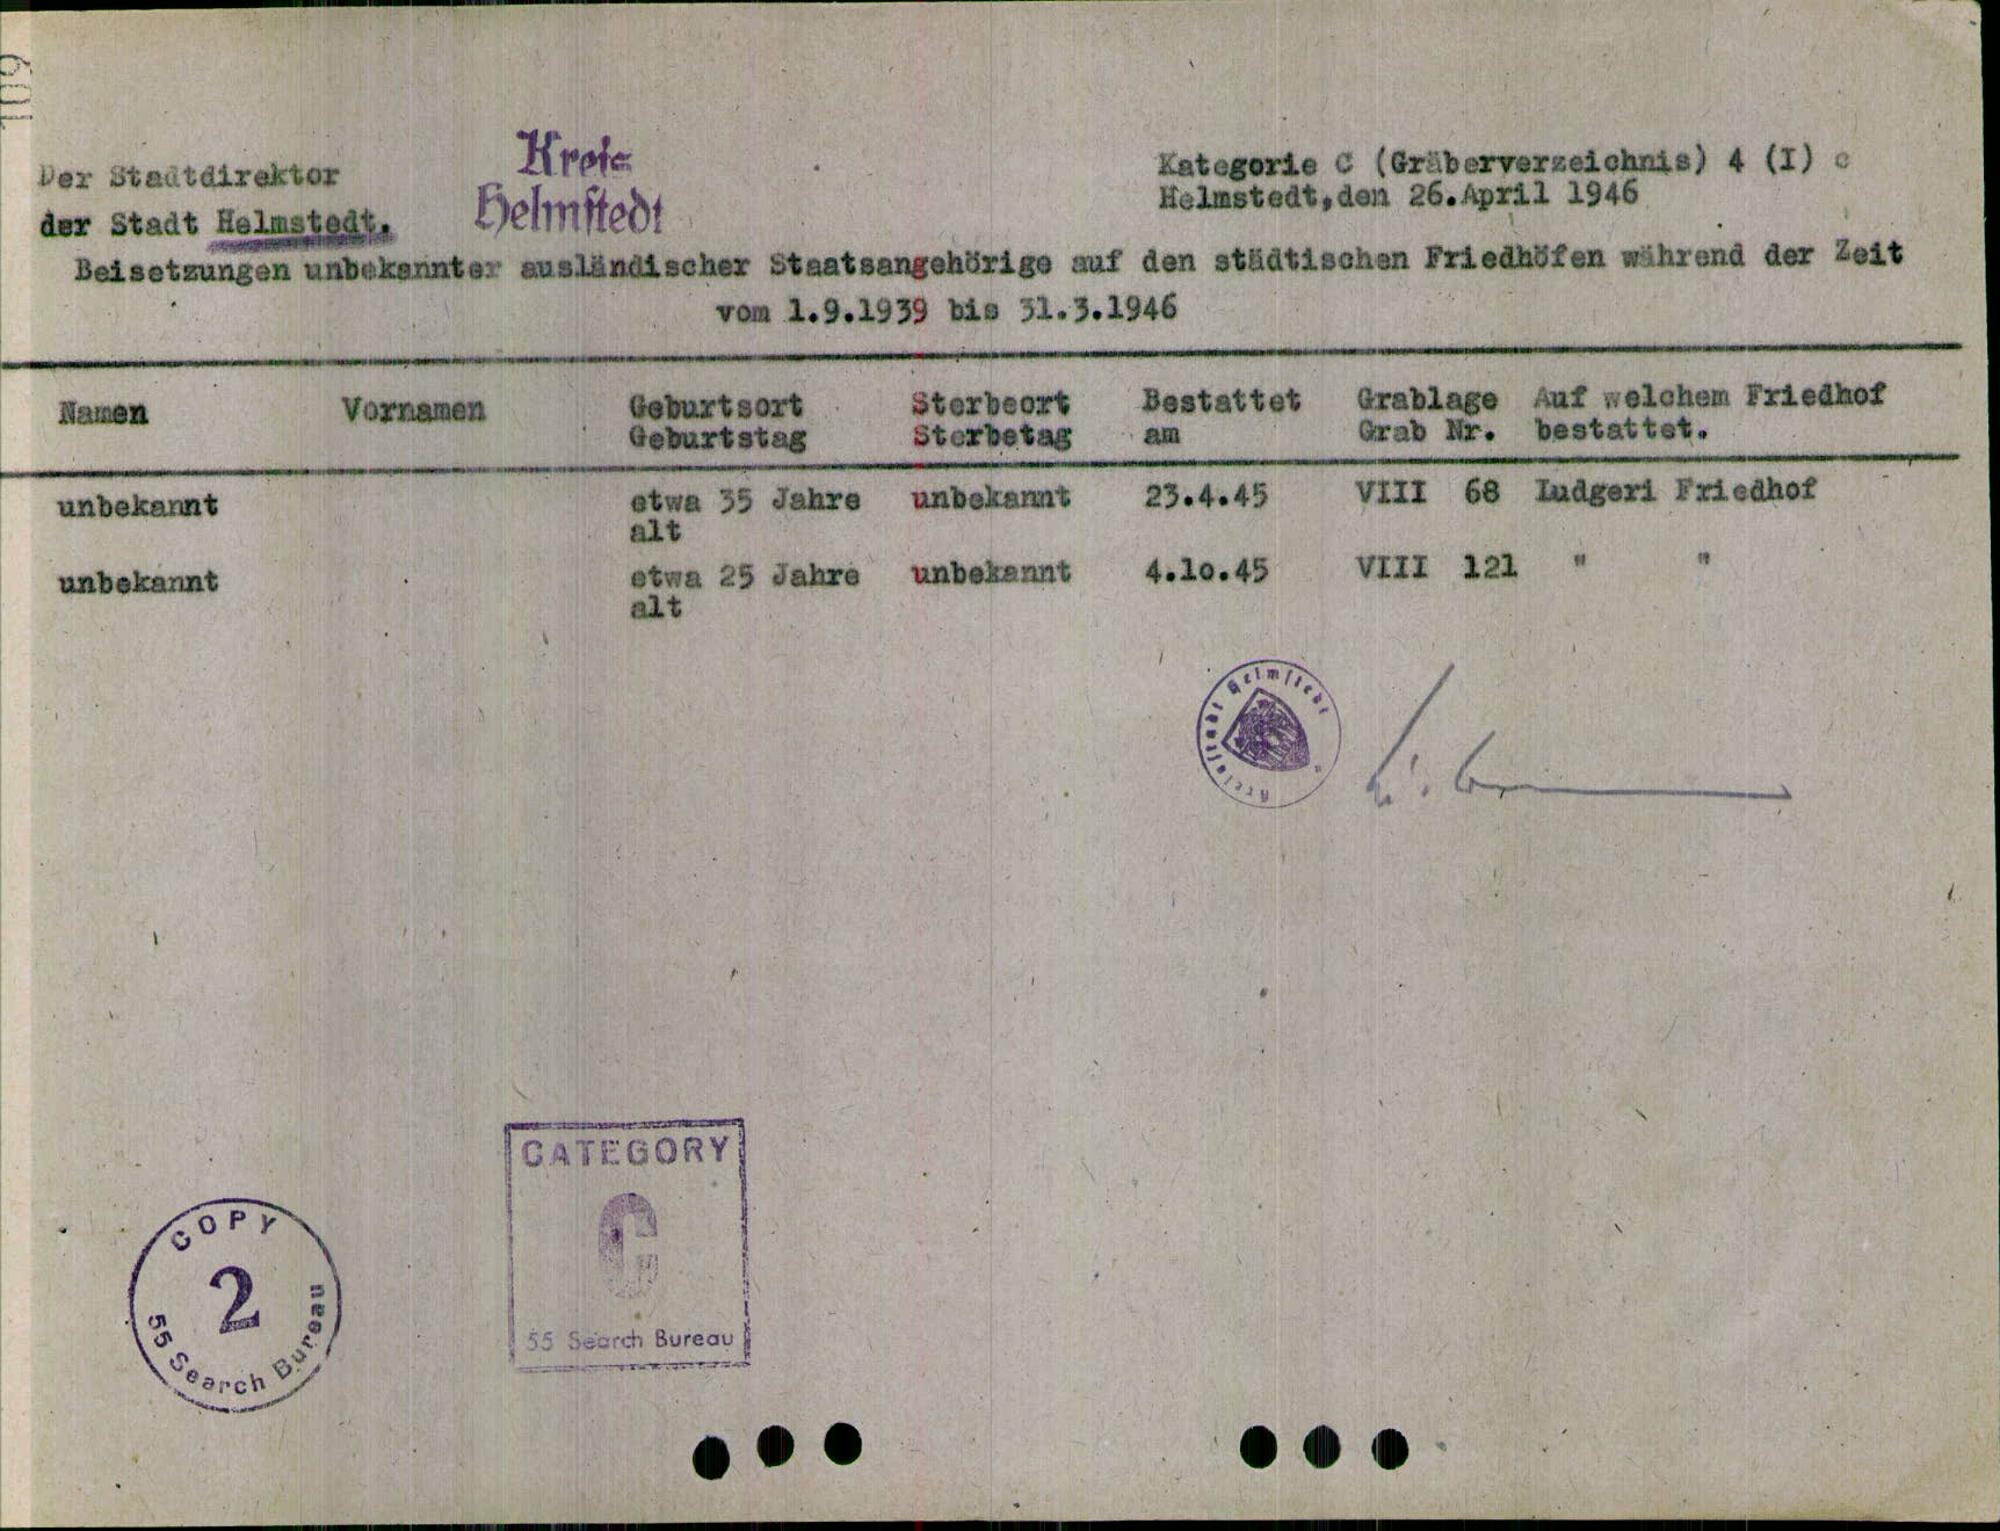 109
Der Stadtdirektor
der Stadt Helmstedt.
Kreis
Helmstedt
Kategorie C (Gräberverzeichnis) 4 (I) c
Helmstedt,den 26.April 1946
Beisetzungen unbekannter ausländischer Staatsangehörige auf den städtischen Friedhöfen während der Zeit
vom 1.9.1939 bis 31.3.1946
Namen Vornamen Geburtsort Sterbeort Bestattet Grablage Auf welchem Friedhof
Geburtstag Sterbetag am Grab Nr. bestattet.
unbekannt etwa 35 Jahre unbekannt 23.4.45 VIII 68 Ludgeri Friedhof
alt
unbekannt etwa 25 Jahre unbekannt 4.1o.45 VIII 121 " "
alt
Kreisstadt Helmstedt
CATEGORY
C
55 Search Bureau
COPY
2
55 Search Bureau